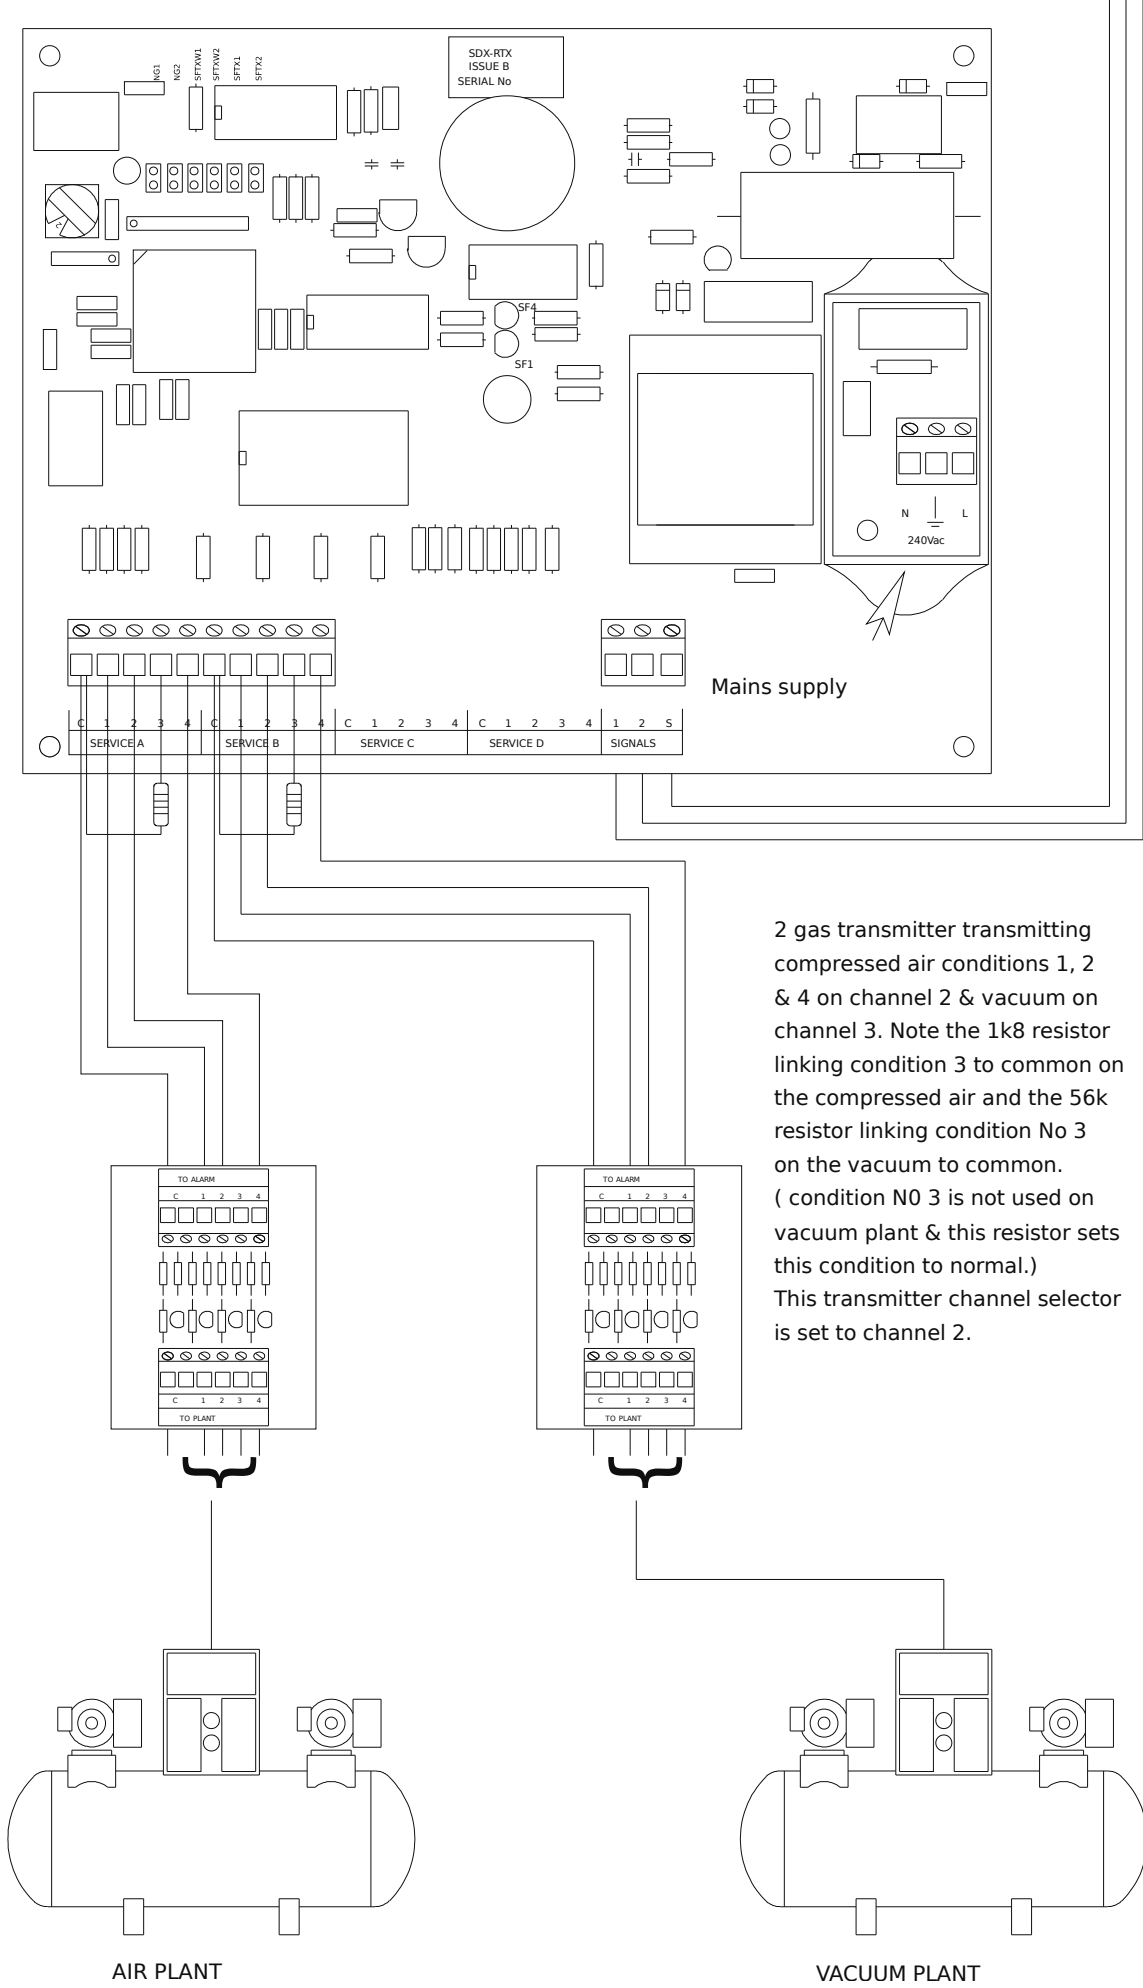 NG1
NG2
SFTXW1
SFTXW2
SFTX1
SFTX2
SDX-RTX
ISSUE B
SERIAL No
2
SF4
SF1
N L
240Vac
Mains supply
C 1 2 3 4 C 1 2 3 4 C 1 2 3 4 C 1 2 3 4 1 2 S
SERVICE A SERVICE B SERVICE C SERVICE D SIGNALS
2 gas transmitter transmitting
compressed air conditions 1, 2
& 4 on channel 2 & vacuum on
channel 3. Note the 1k8 resistor
linking condition 3 to common on
the compressed air and the 56k
resistor linking condition No 3
on the vacuum to common.
( condition N0 3 is not used on
vacuum plant & this resistor sets
this condition to normal.)
This transmitter channel selector
is set to channel 2.
TO ALARM
C 1 2 3 4
C 1 2 3 4
TO PLANT
TO ALARM
C 1 2 3 4
C 1 2 3 4
TO PLANT
AIR PLANT
VACUUM PLANT